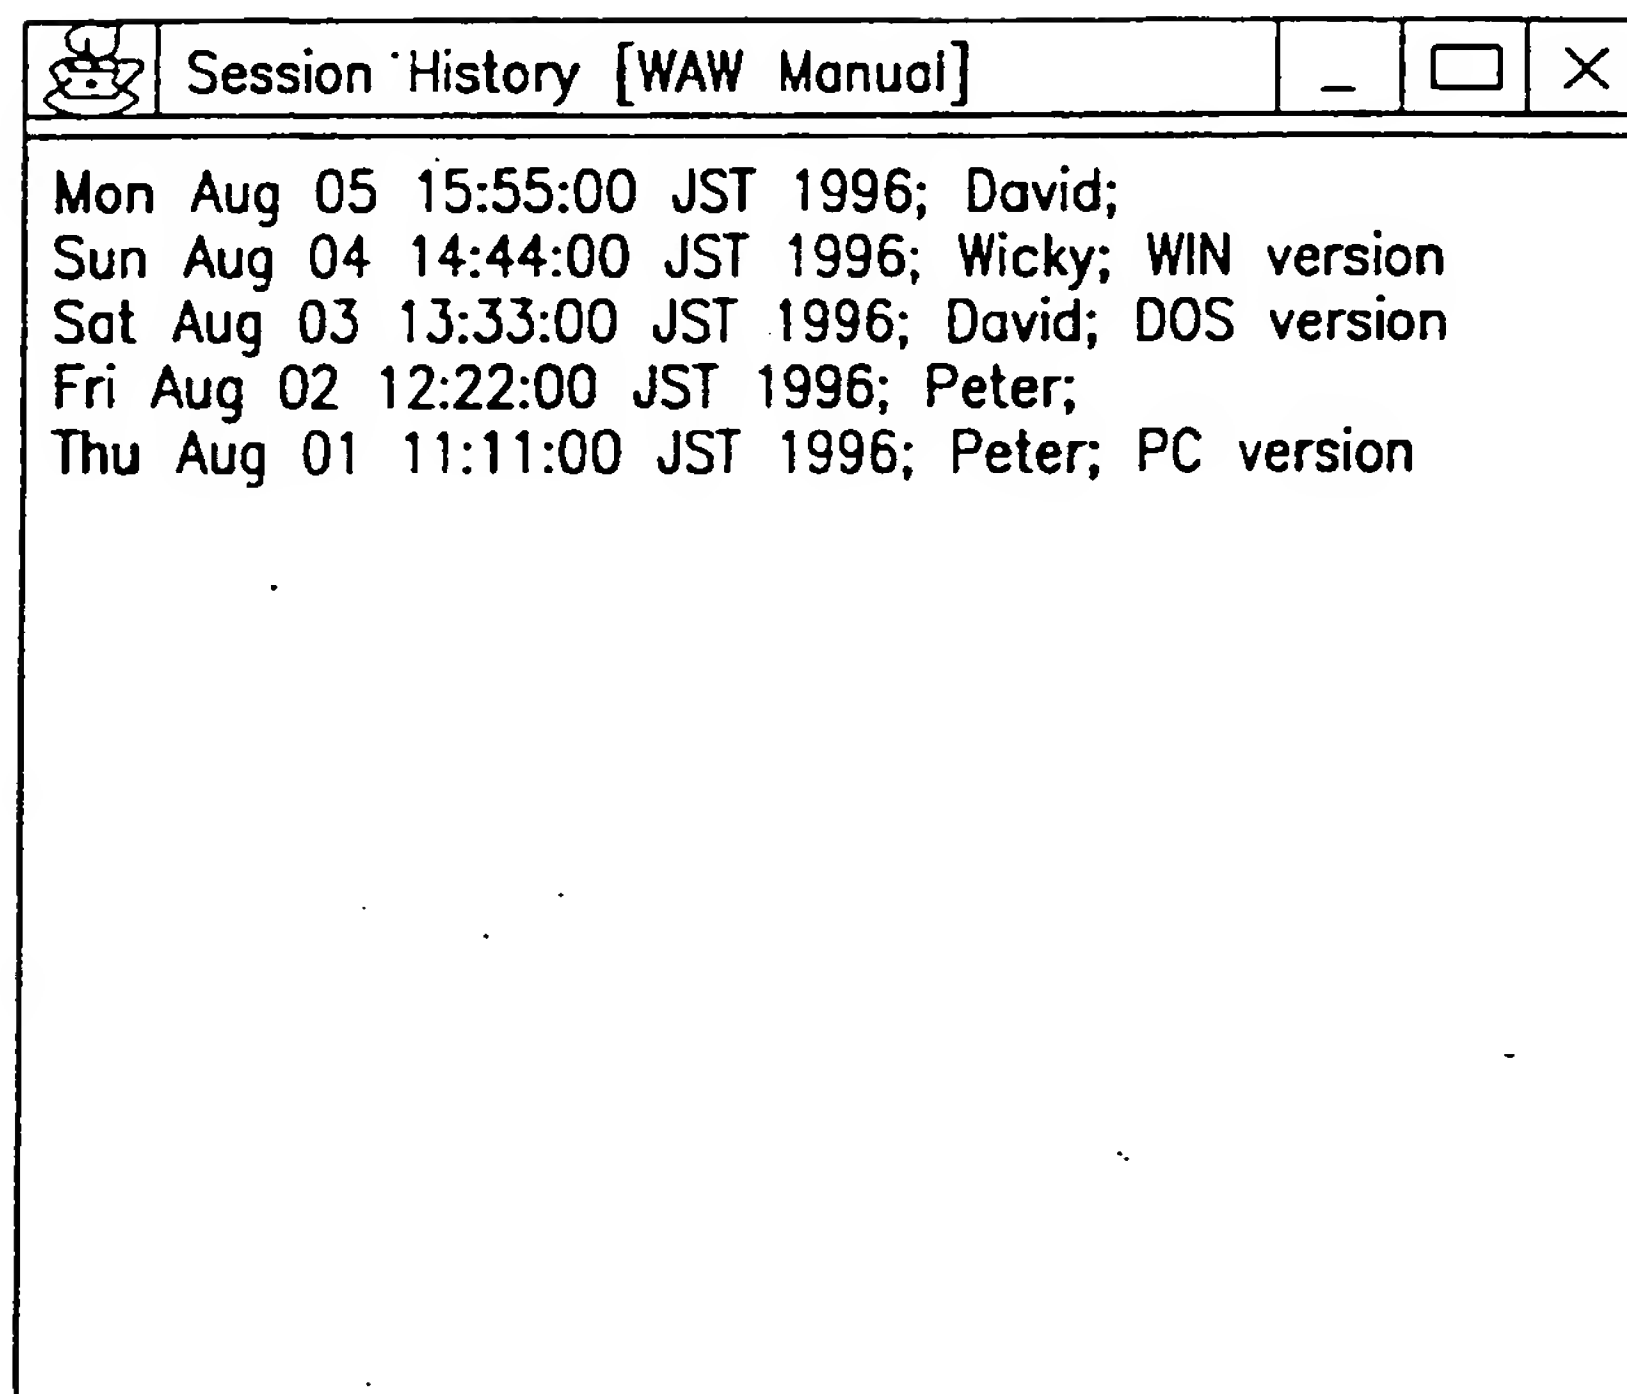 Session History [WAW Manual]
Mon Aug 05 15:55:00 JST 1996; David;
Sun Aug 04 14:44:00 JST 1996; Wicky; WIN version
Sat Aug 03 13:33:00 JST 1996; David; DOS version
Fri Aug 02 12:22:00 JST 1996; Peter;
Thu Aug 01 11:11:00 JST 1996; Peter; PC version